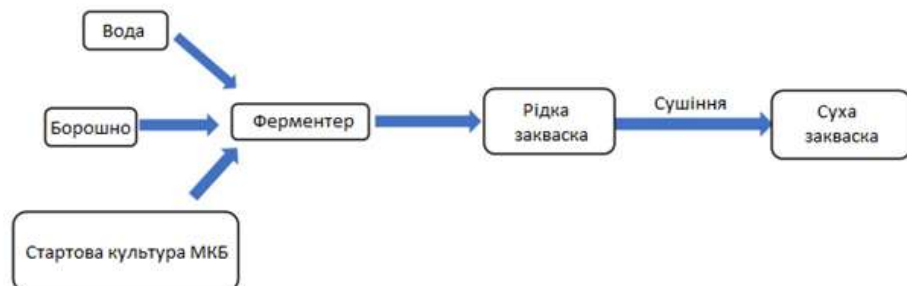 Вода
Борошно
Стартова культура МКБ
Ферментер
Рідка
закваска
Сушіння
Суха
закваска